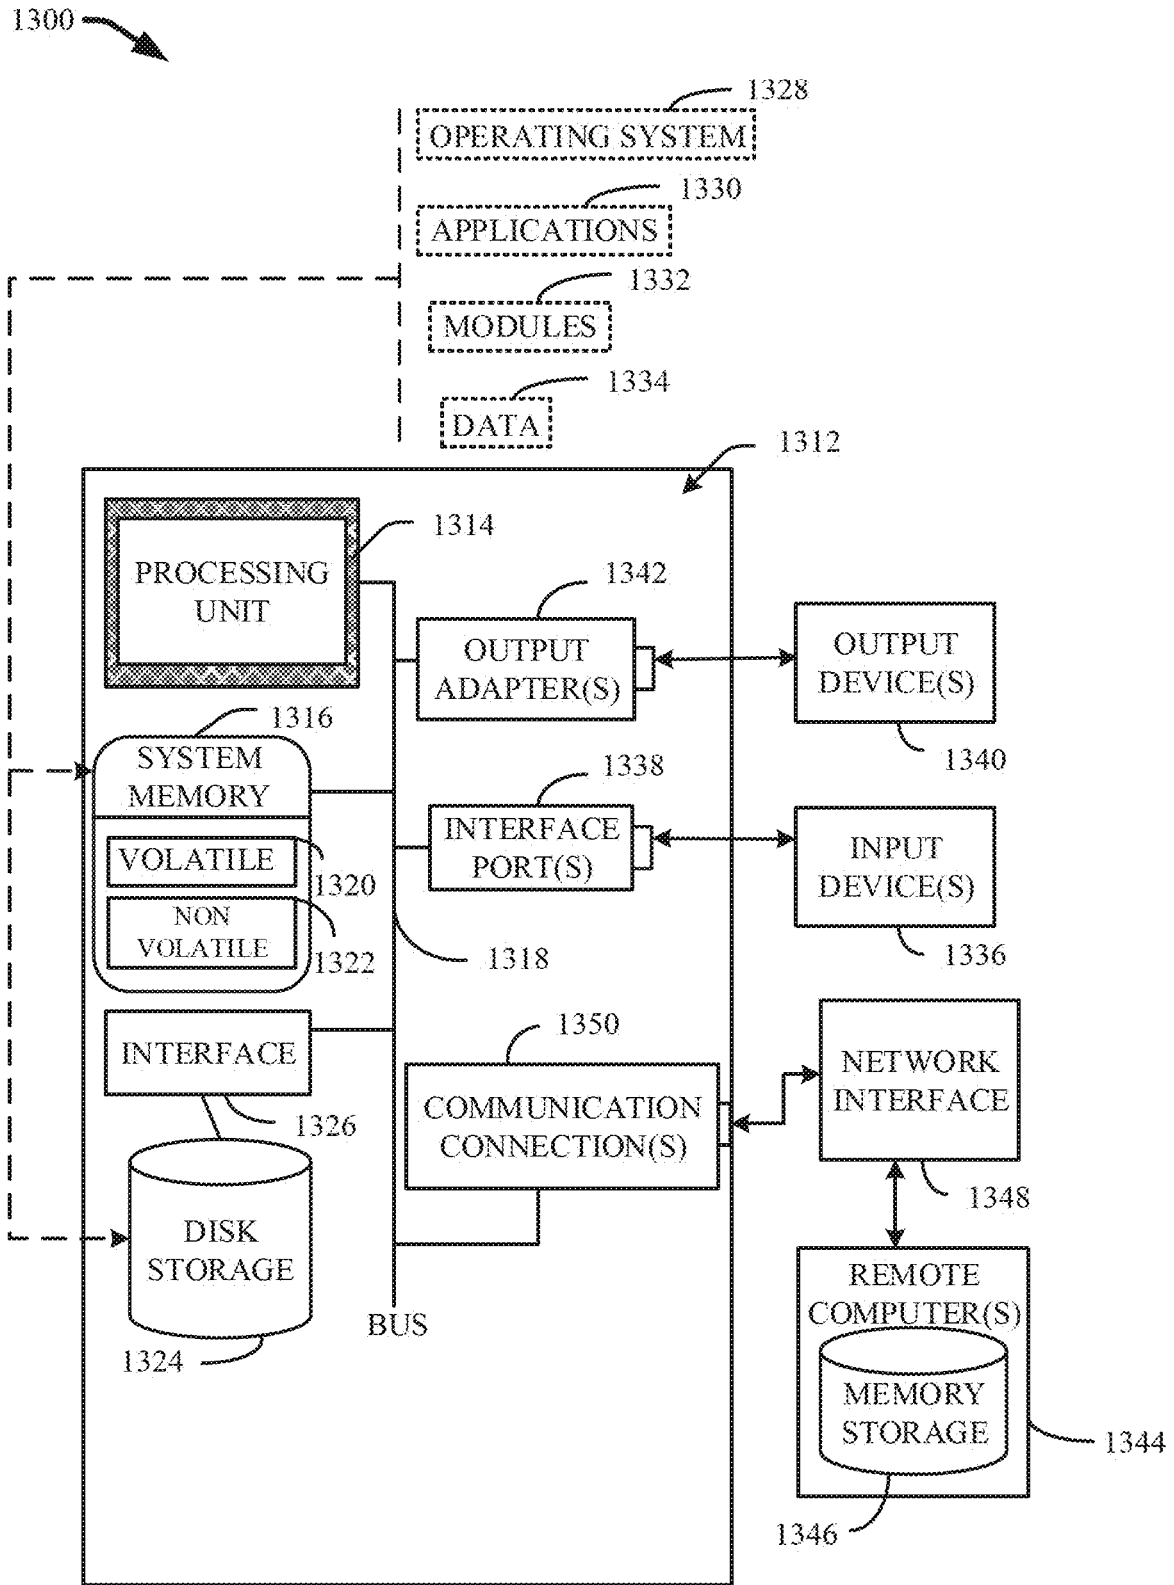 1300
1328
OPERATING SYSTEM
1330
APPLICATIONS
1332
MODULES
1334
DATA
1312
1314
PROCESSING
UNIT
1342
OUTPUT
ADAPTER(S)
OUTPUT
DEVICE(S)
1340
1316
SYSTEM
MEMORY
VOLATILE
1320
NON
VOLATILE
1322
1338
INTERFACE
PORT(S)
INPUT
DEVICE(S)
1336
1318
INTERFACE
1326
1350
COMMUNICATION
CONNECTION(S)
NETWORK
INTERFACE
1348
DISK
STORAGE
1324
BUS
REMOTE
COMPUTER(S)
MEMORY
STORAGE
1344
1346